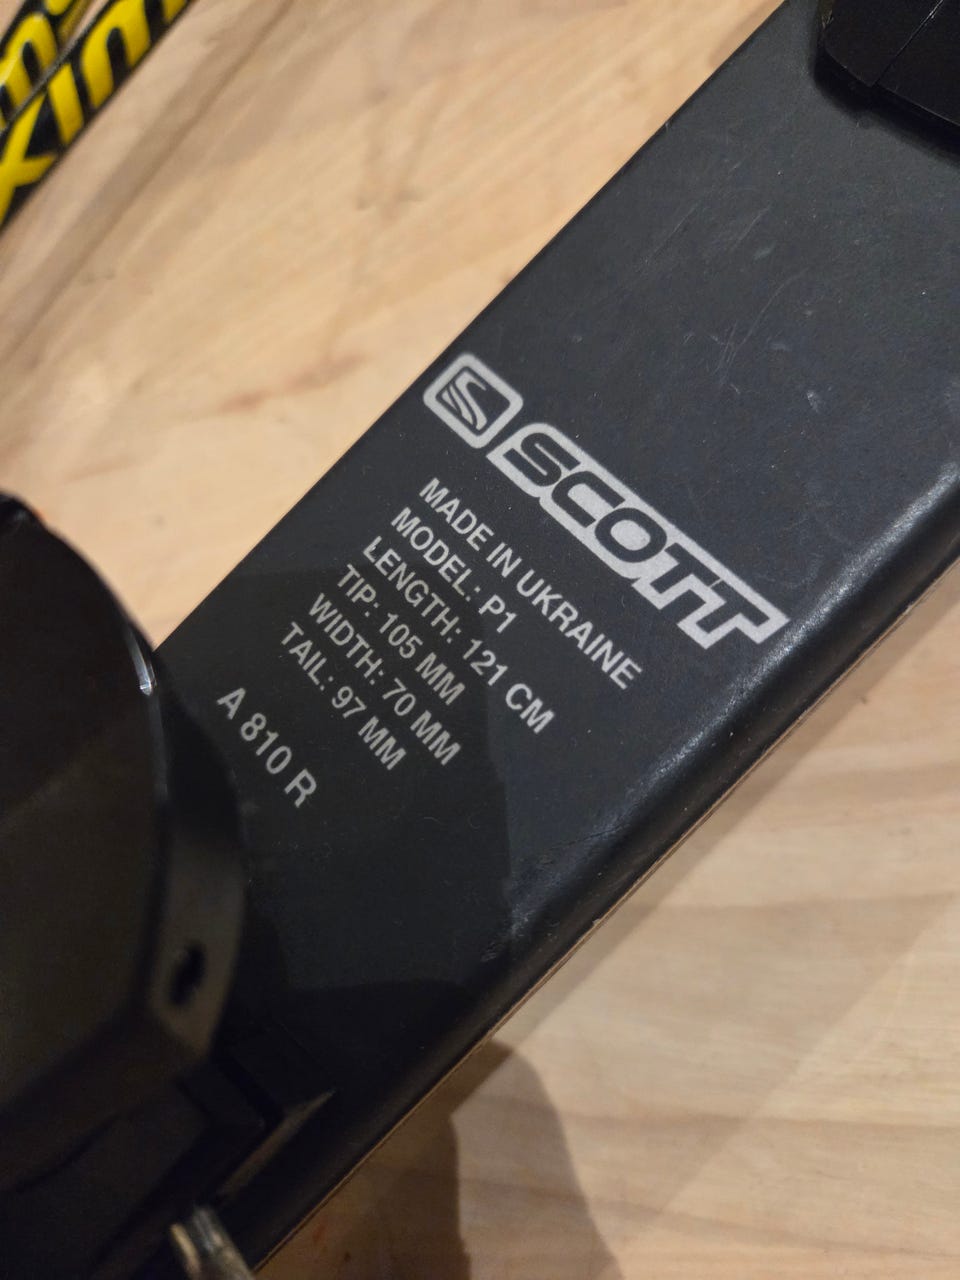 SCOTT
MADE IN UKRAINE
MODEL: P1
LENGTH: 121 CM
TIP: 105 MM
WIDTH: 70 MM
TAIL: 97 MM
A 810 R